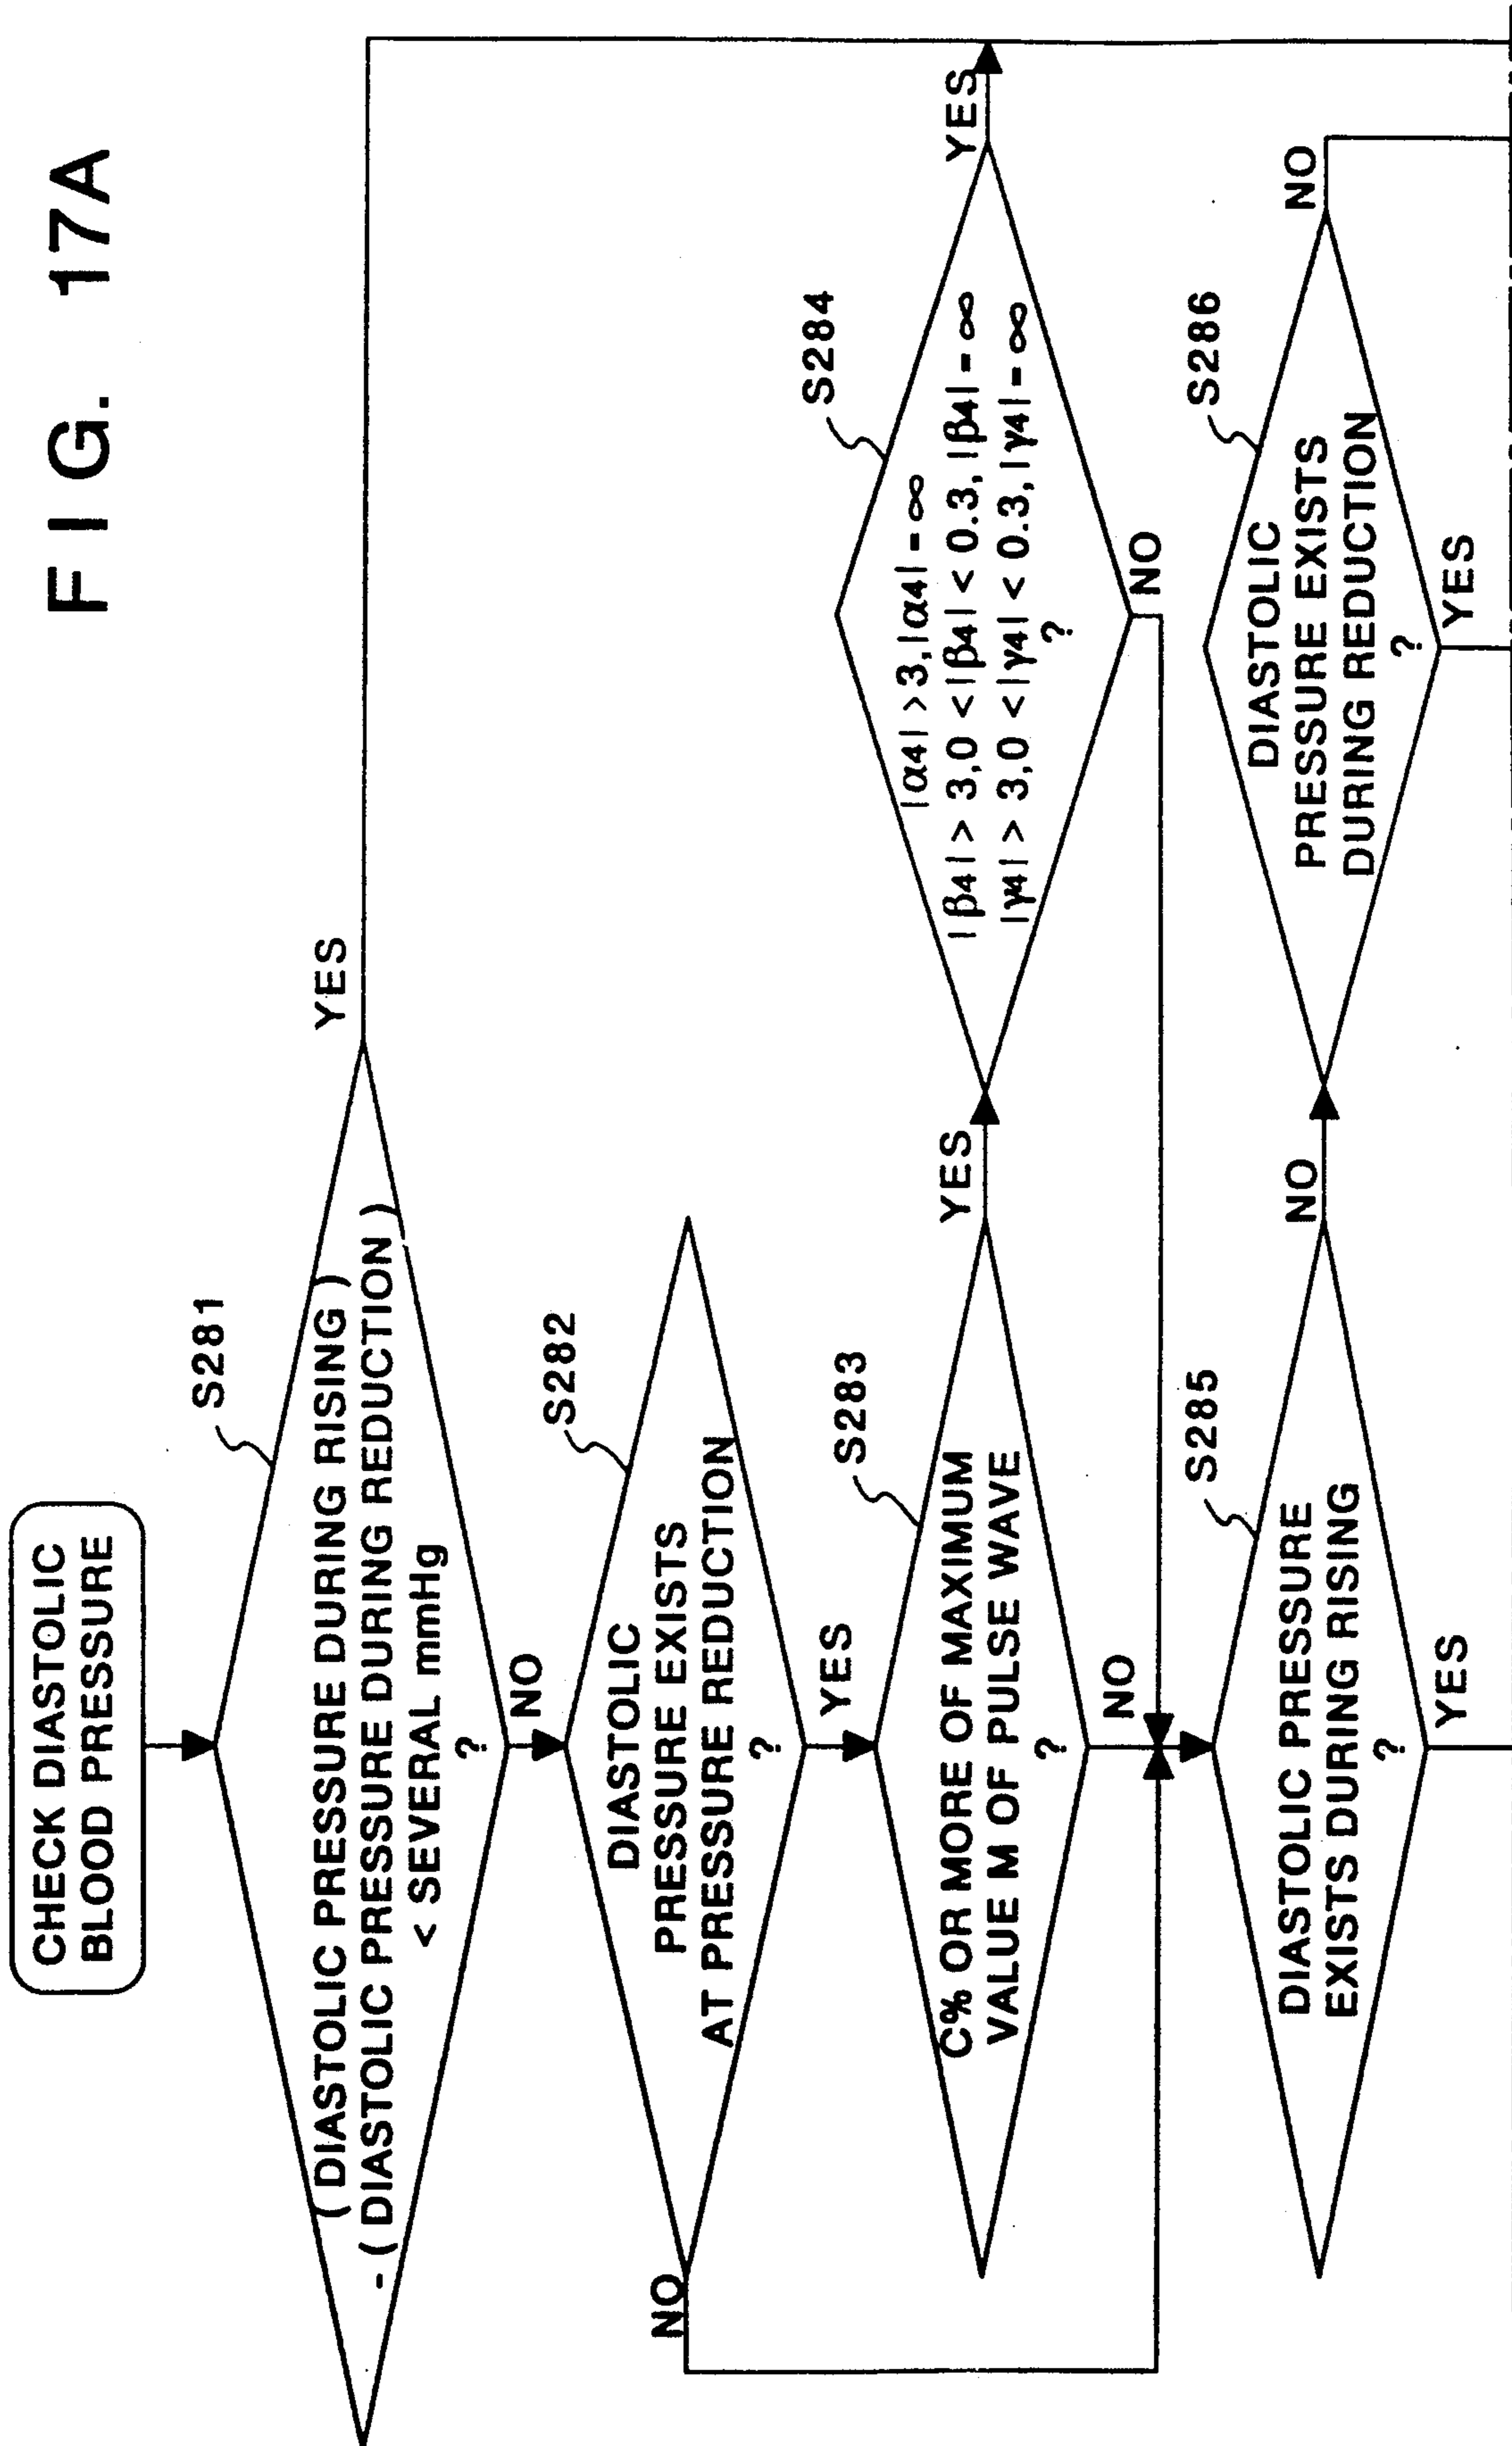 FIG. 17A
CHECK DIASTOLIC
BLOOD PRESSURE
S281
( DIASTOLIC PRESSURE DURING RISING )
- ( DIASTOLIC PRESSURE DURING REDUCTION )
< SEVERAL mmHg
?
YES
NO
S282
DIASTOLIC
PRESSURE EXISTS
AT PRESSURE REDUCTION
?
NO
YES
S283
C% OR MORE OF MAXIMUM
VALUE M OF PULSE WAVE
?
YES
NO
S284
|α4| >3,|α4| = ∞
|β4| > 3,0 <|β4| < 0.3, |β4| = ∞
|γ4| > 3,0 <|γ4| < 0.3,|γ4| = ∞
?
YES
NO
S285
DIASTOLIC PRESSURE
EXISTS DURING RISING
?
NO
YES
S286
DIASTOLIC
PRESSURE EXISTS
DURING REDUCTION
?
NO
YES